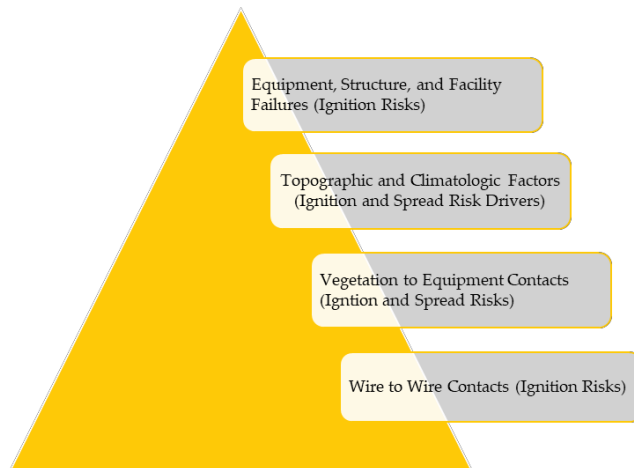 Equipment, Structure, and Facility
Failures (Ignition Risks)
Topographic and Climatologic Factors
(Ignition and Spread Risk Drivers)
Vegetation to Equipment Contacts
(Igntion and Spread Risks)
Wire to Wire Contacts (Ignition Risks)